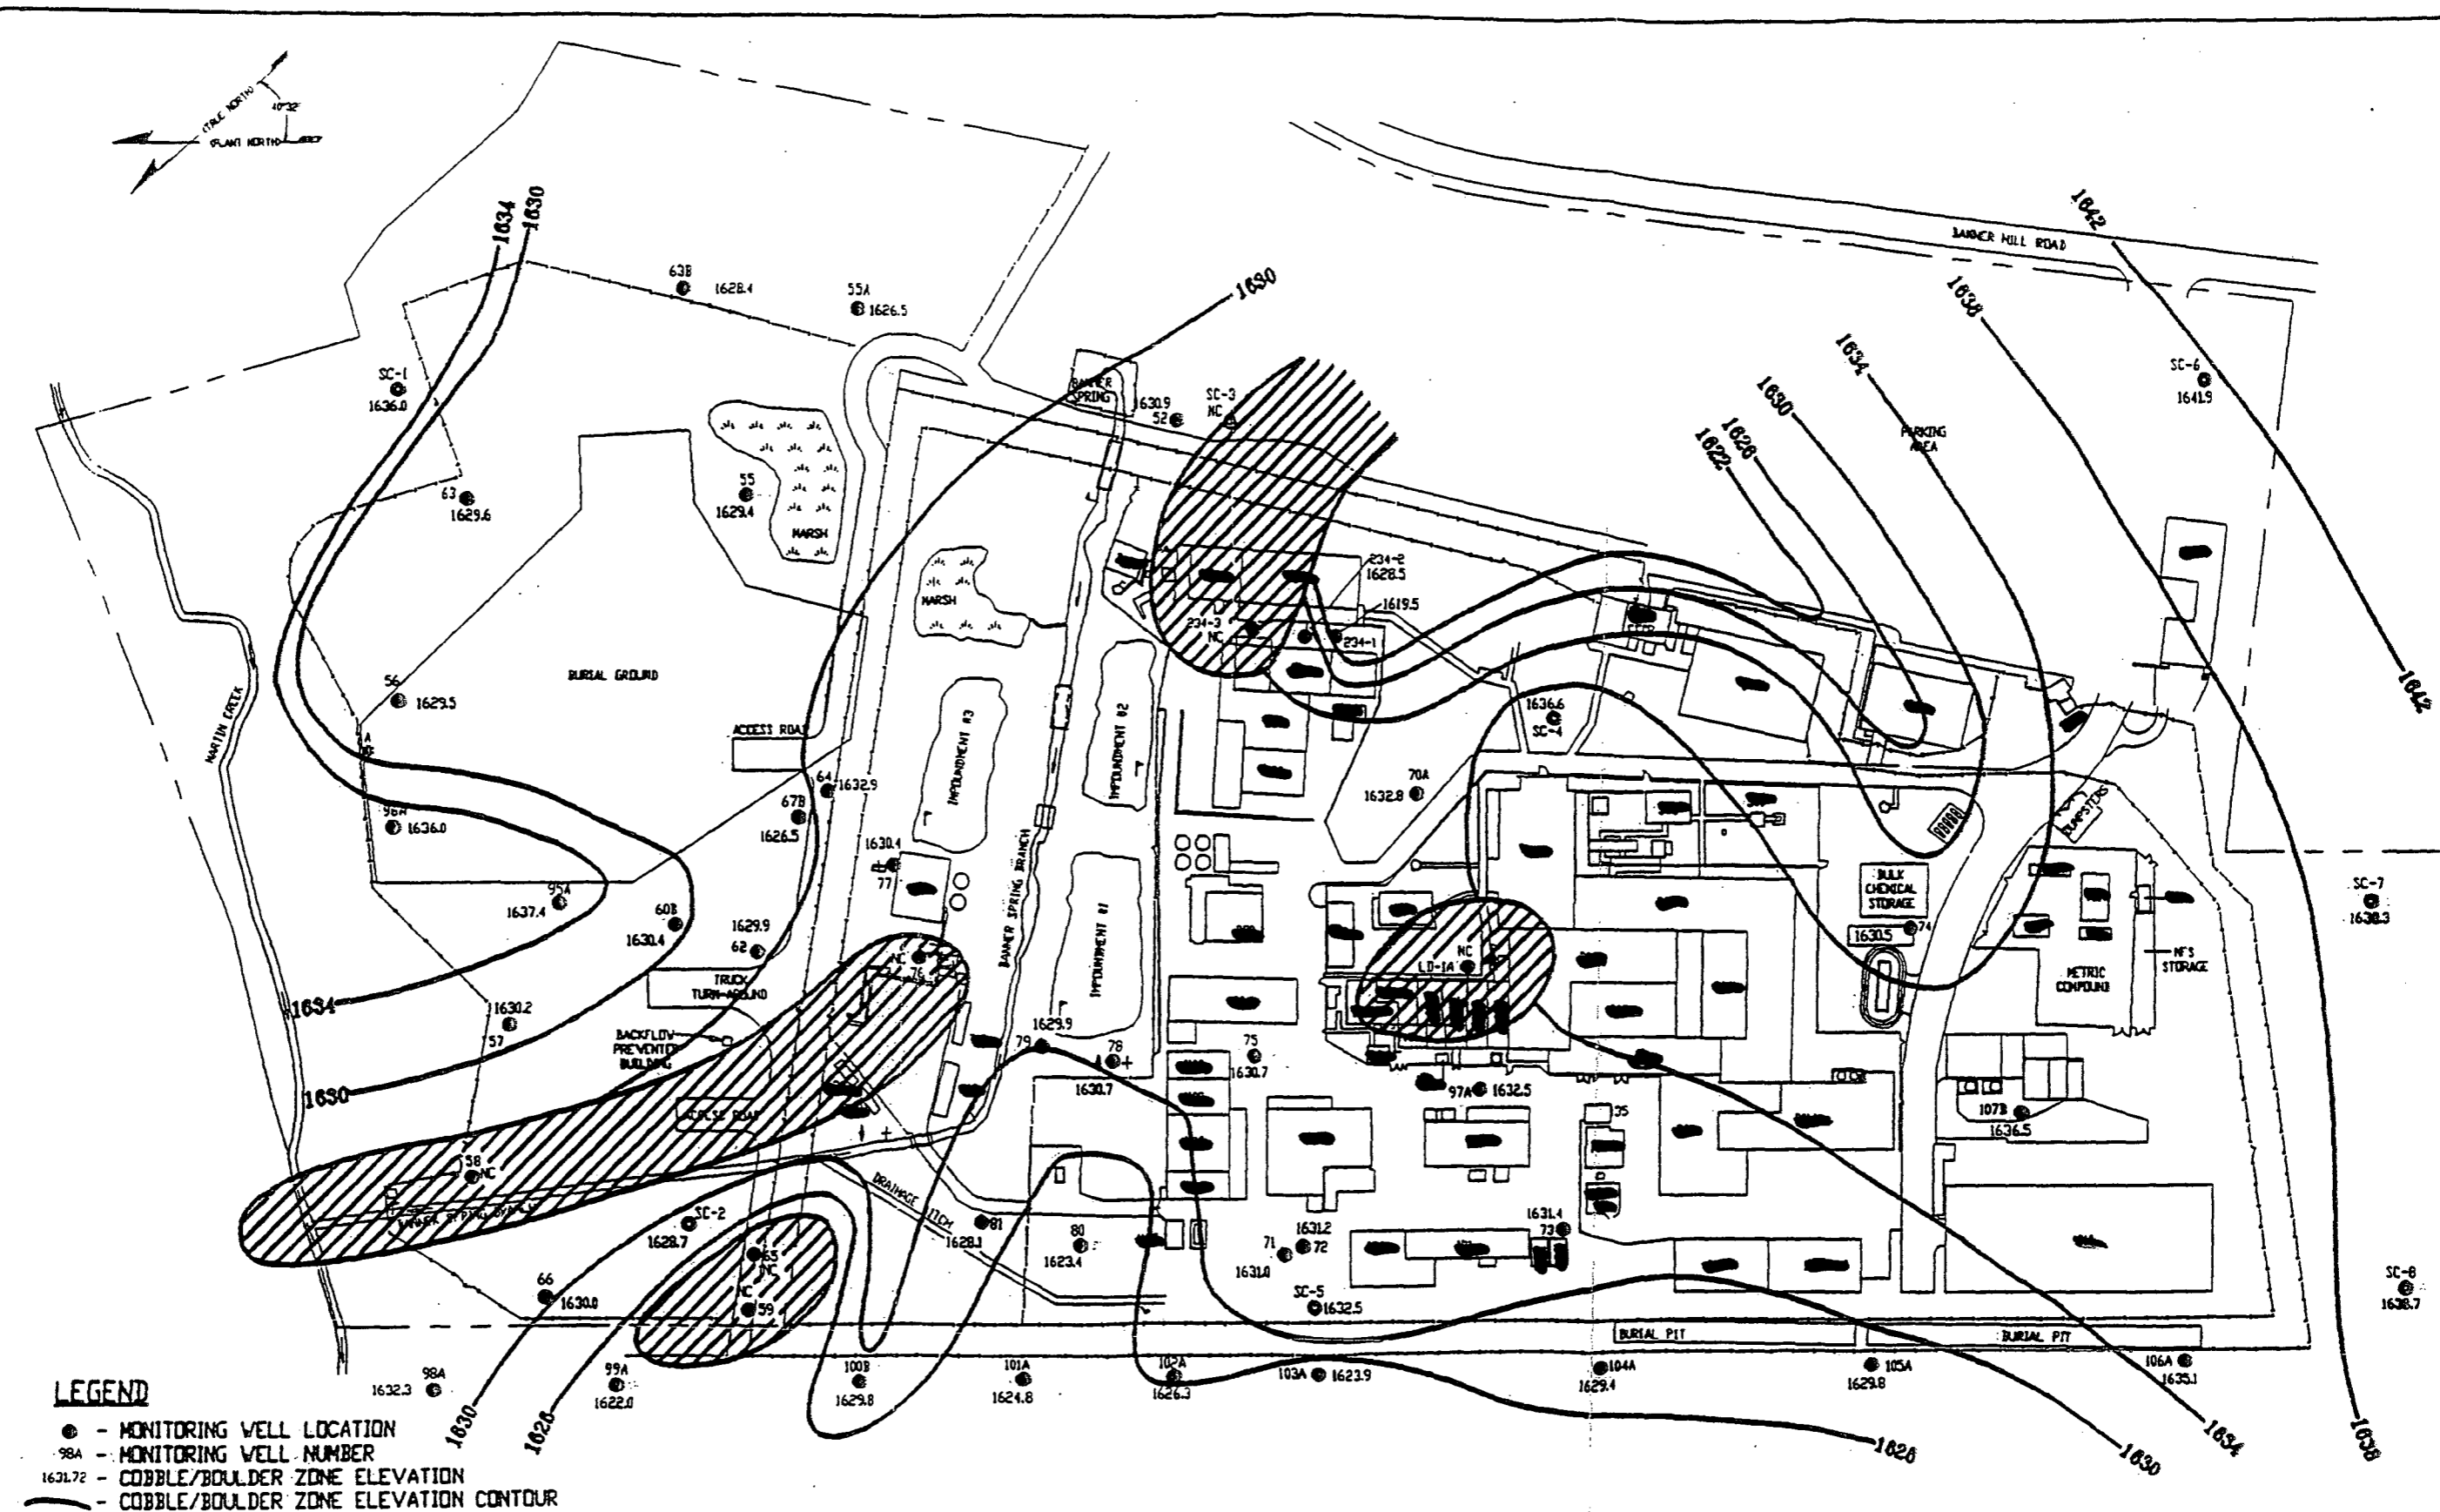 (TRUE NORTH)
40°32'
(PLANT NORTH)
1634
1630
63B
1628.4
55A
1626.5
1630
1642
BANNER HILL ROAD
1638
1634
1630
1626
1622
PARKING
AREA
SC-6
1641.9
SC-1
1636.0
BANNER
SPRING
1630.9
52
SC-3
NC
63
1629.6
55
1629.4
MARSH
MARSH
234-2
1628.5
1619.5
234-3
NC
234-1
BURIAL GROUND
56
1629.5
MARTIN CREEK
ACCESS ROAD
IMPOUNDMENT #3
IMPOUNDMENT #2
1636.6
SC-4
1642
64
1632.9
67B
1626.5
70A
1632.8
96A
1636.0
DUMPSTERS
1630.4
77
BANNER SPRING BRANCH
IMPOUNDMENT #1
BULK
CHEMICAL
STORAGE
1630.5
74
SC-7
1638.3
95A
1637.4
60B
1630.4
1629.9
62
NC
76
NC
LD-1A
NFS
STORAGE
METRIC
COMPOUND
TRUCK
TURN-AROUND
1634
1630.2
57
BACKFLOW
PREVENTER
BUILDING
1629.9
79
78
1630.7
75
1630.7
97A
1632.5
1630
35
107B
1636.5
58
NC
DRAINAGE DITCH
SC-2
1628.7
81
1628.1
80
1623.4
71
1631.0
1631.2
72
1631.4
73
65
NC
NC
59
66
1630.0
SC-5
1632.5
SC-8
1638.7
BURIAL PIT
BURIAL PIT
98A
1632.3
99A
1622.0
100B
1629.8
101A
1624.8
102A
1626.3
103A
1623.9
104A
1629.4
105A
1629.8
106A
1635.1
1630
1626
1626
1630
1634
1638
LEGEND
- MONITORING WELL LOCATION
98A - MONITORING WELL NUMBER
1631.72 - COBBLE/BOULDER ZONE ELEVATION
- COBBLE/BOULDER ZONE ELEVATION CONTOUR